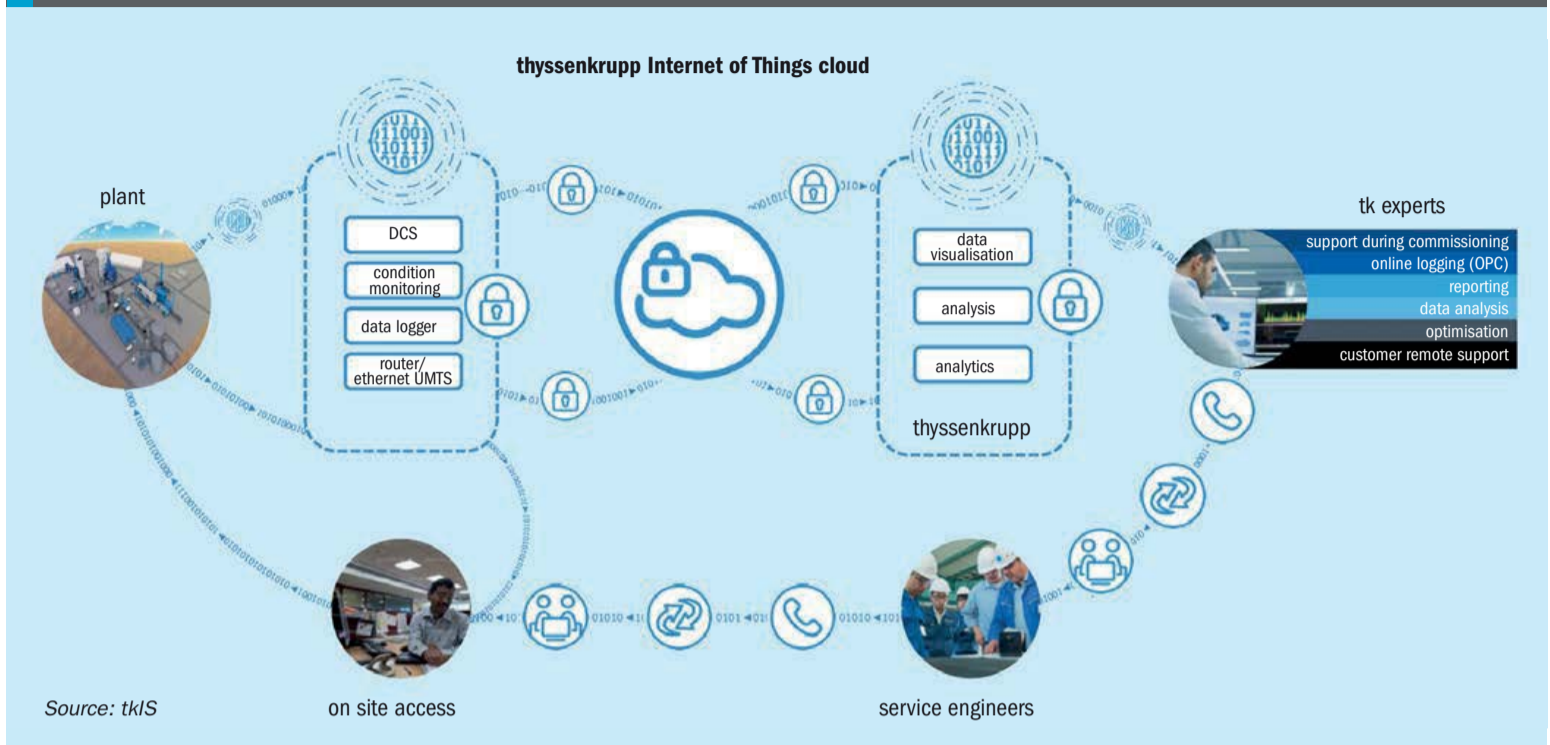 thyssenkrupp Internet of Things cloud
plant
DCS
condition
monitoring
data logger
router/
ethernet UMTS
data
visualisation
analysis
analytics
thyssenkrupp
tk experts
support during commissioning
online logging (OPC)
reporting
data analysis
optimisation
customer remote support
Source: tkIS
on site access
service engineers